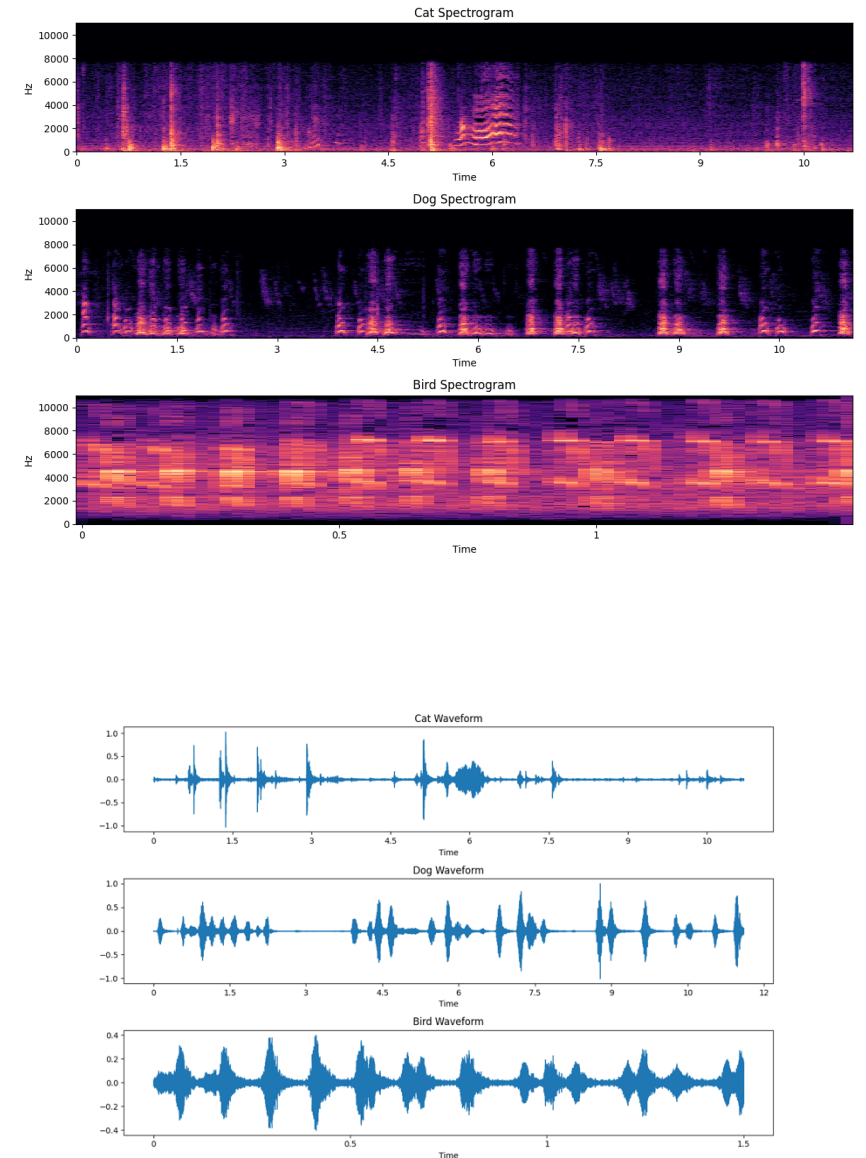 Cat Spectrogram
10000
8000
6000
4000
2000
0
Hz
0 1.5 3 4.5 6 7.5 9 10
Time
Dog Spectrogram
10000
8000
6000
4000
2000
0
Hz
0 1.5 3 4.5 6 7.5 9 10
Time
Bird Spectrogram
10000
8000
6000
4000
2000
0
Hz
0 0.5 1
Time
Cat Waveform
1.0
0.5
0.0
−0.5
−1.0
0 1.5 3 4.5 6 7.5 9 10
Time
Dog Waveform
1.0
0.5
0.0
−0.5
−1.0
0 1.5 3 4.5 6 7.5 9 10 12
Time
Bird Waveform
0.4
0.2
0.0
−0.2
−0.4
0 0.5 1 1.5
Time